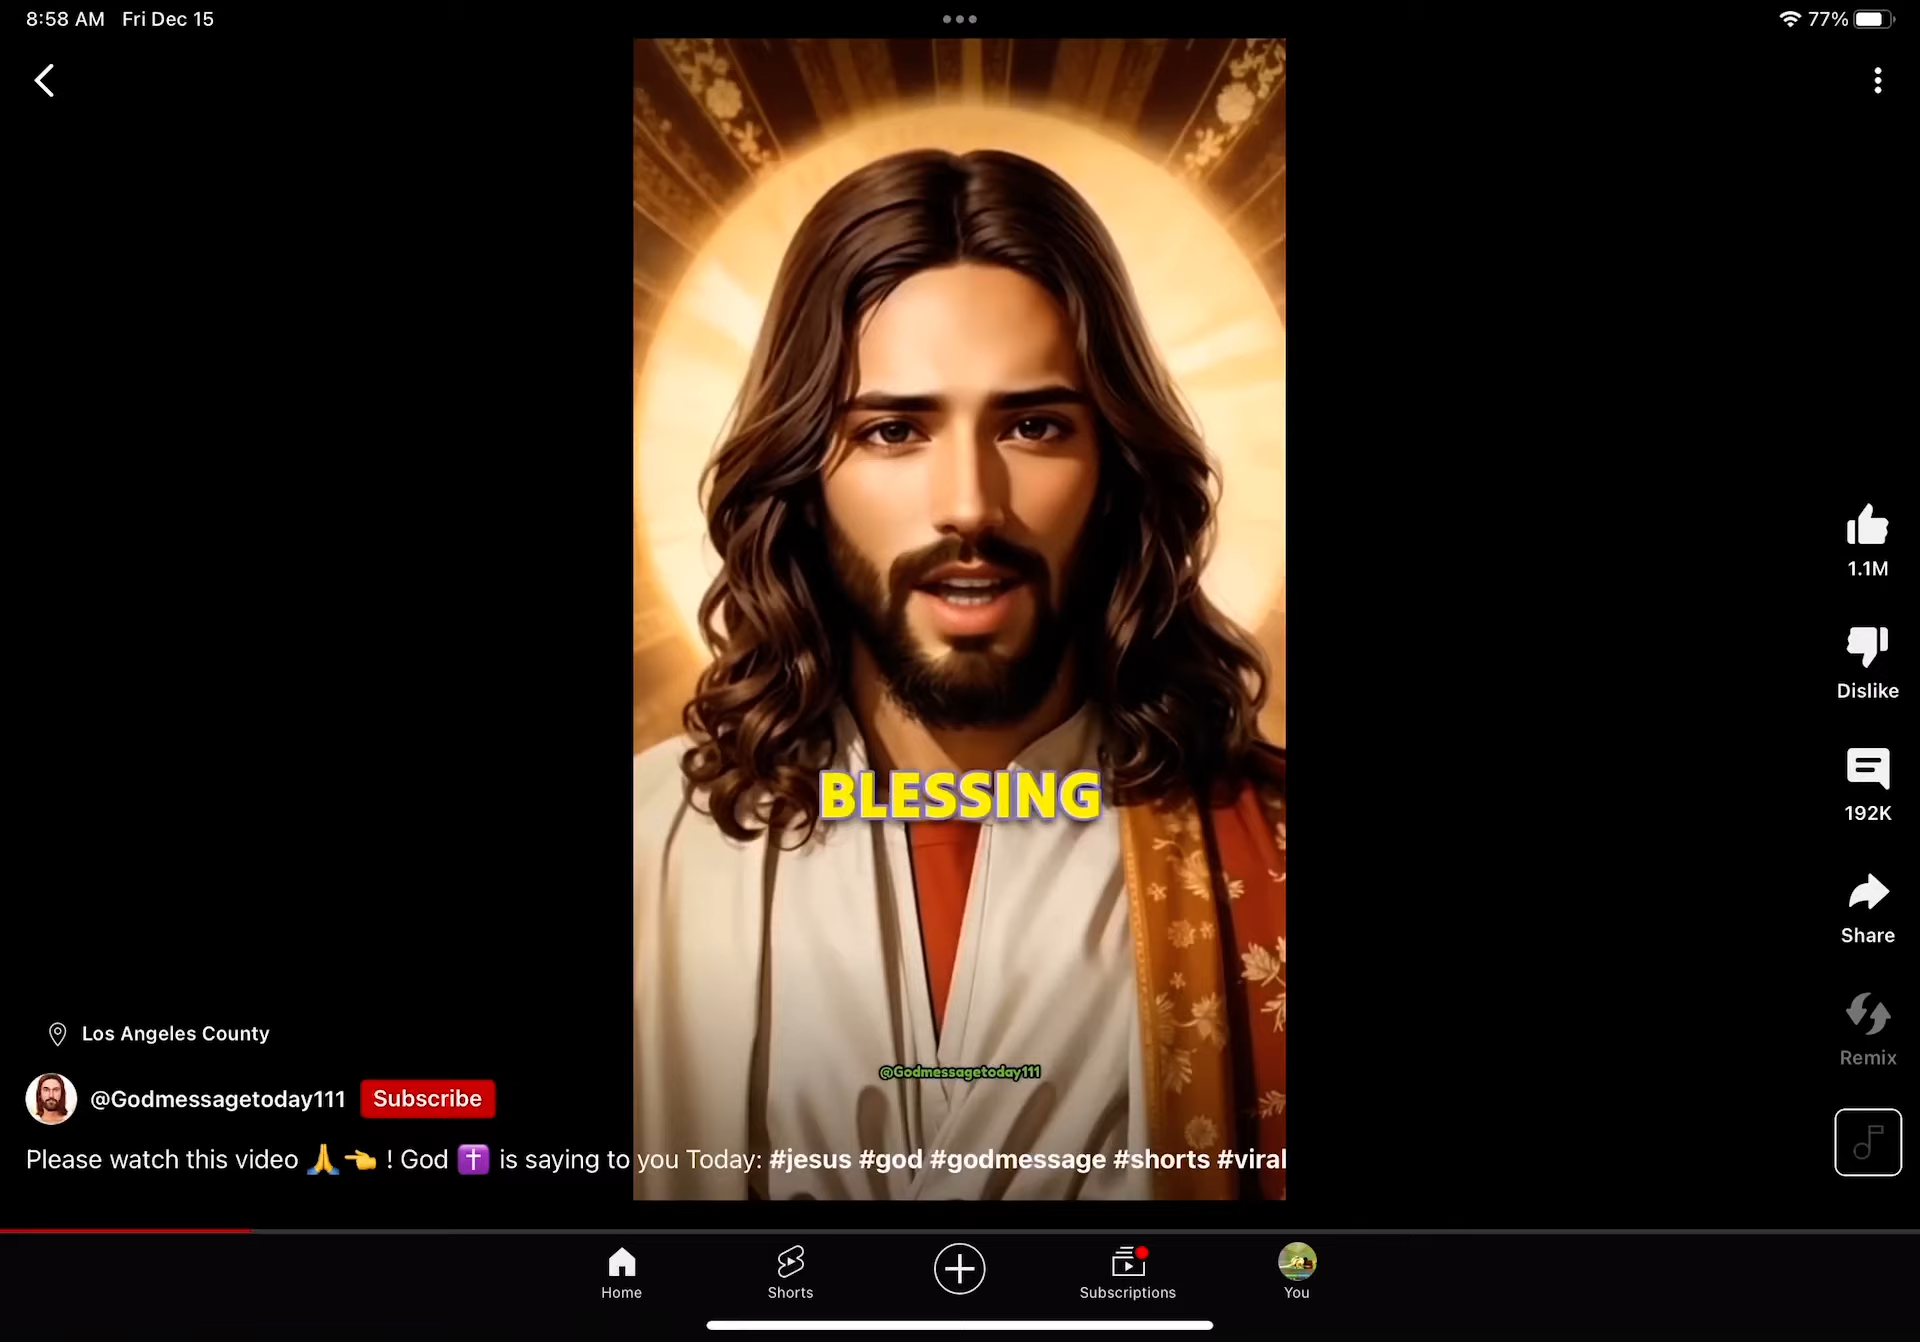 8:58 AM Fri Dec 15
77%
BLESSING
1.1M
Dislike
192K
Share
Remix
Los Angeles County
@Godmessagetoday111
@Godmessagetoday111 Subscribe
Please watch this video 🙏👈 ! God ✝️ is saying to you Today: #jesus #god #godmessage #shorts #viral
Home
Shorts
Subscriptions
You